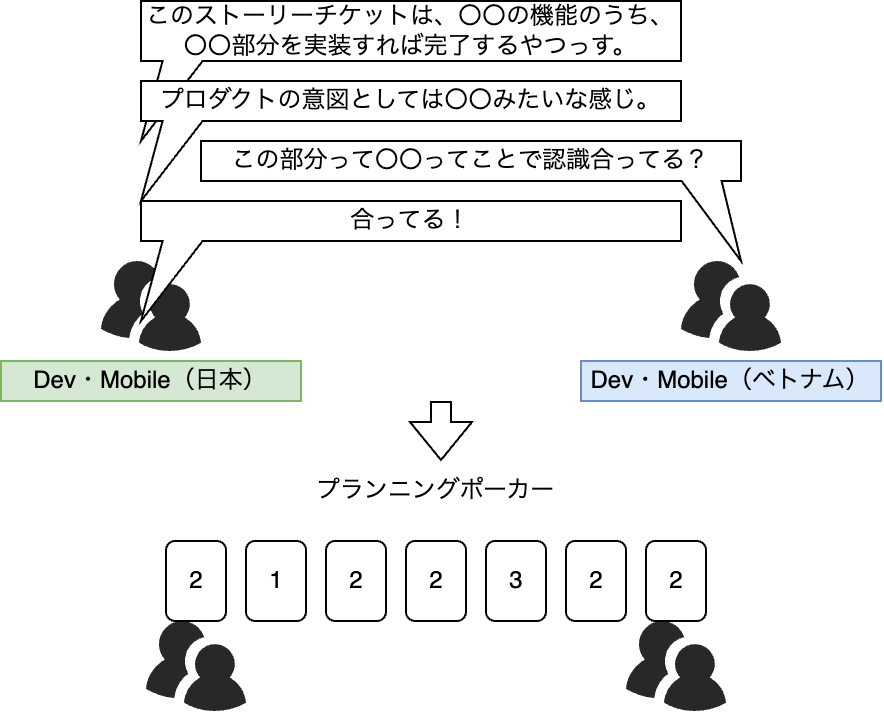 このストーリーチケットは、〇〇の機能のうち、
〇〇部分を実装すれば完了するやつっす。
プロダクトの意図としては〇〇みたいな感じ。
この部分って〇〇ってことで認識合ってる？
合ってる！
Dev・Mobile（日本）
Dev・Mobile（ベトナム）
プランニングポーカー
2 1 2 2 3 2 2